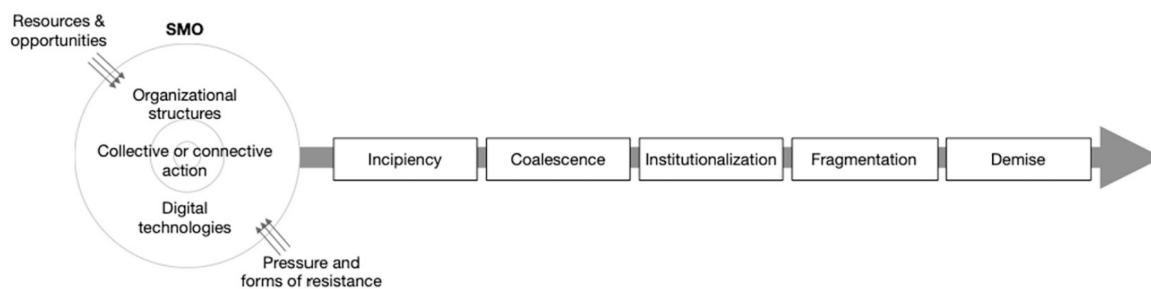 Resources &
opportunities
SMO
Organizational
structures
Collective or connective
action
Digital
technologies
Pressure and
forms of resistance
Incipiency
Coalescence
Institutionalization
Fragmentation
Demise